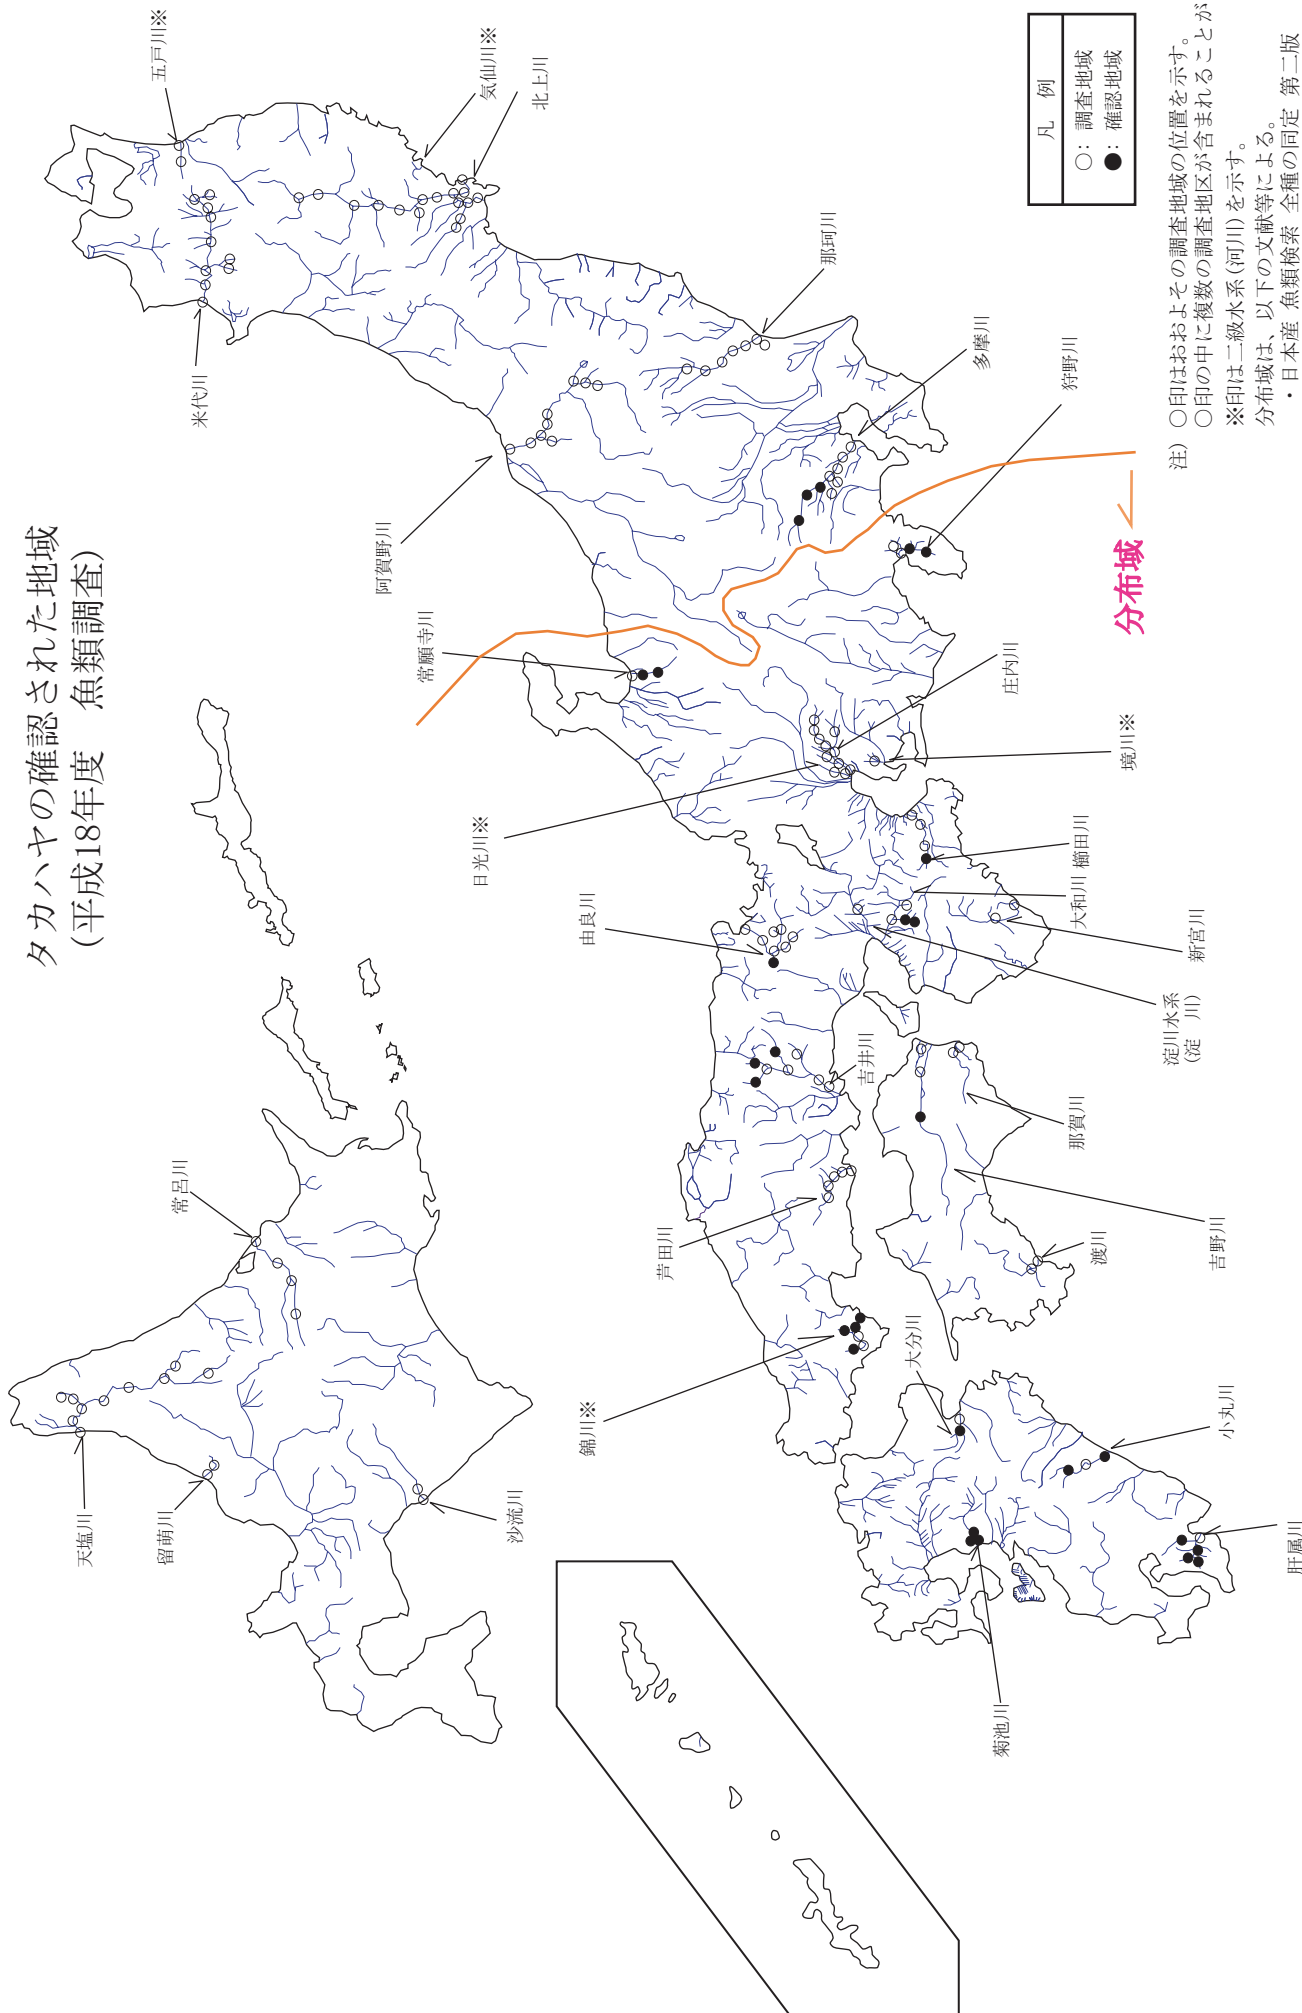 タカハヤの確認された地域
(平成18年度　魚類調査)
五戸川※
気仙川※
北上川
米代川
那珂川
多摩川
狩野川
阿賀野川
常願寺川
庄内川
境川※
日光川※
櫛田川
大和川
新宮川
由良川
淀川水系
(淀　川)
吉井川
那賀川
吉野川
渡川
芦田川
錦川※
大分川
小丸川
肝属川
菊池川
常呂川
天塩川
留萌川
沙流川
分布域
凡　例
○：調査地域
●：確認地域
注）○印はおおよその調査地域の位置を示す。
○印の中に複数の調査地区が含まれることが
※印は二級水系(河川)を示す。
分布域は、以下の文献等による。
・日本産 魚類検索 全種の同定 第二版